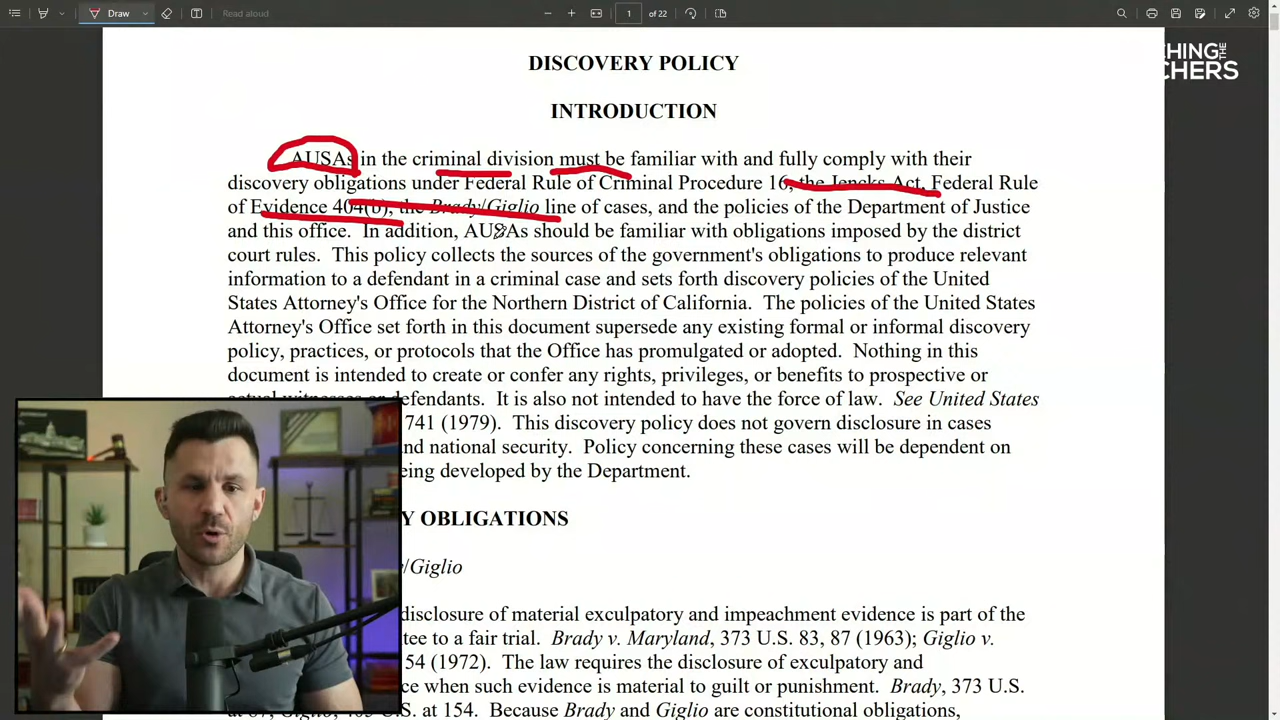 Draw
Read aloud
1 of 22
HING THE
CHERS
DISCOVERY POLICY
INTRODUCTION
AUSAs in the criminal division must be familiar with and fully comply with their
discovery obligations under Federal Rule of Criminal Procedure 16, the Jencks Act, Federal Rule
of Evidence 404(b), the Brady/Giglio line of cases, and the policies of the Department of Justice
and this office. In addition, AUSAs should be familiar with obligations imposed by the district
court rules. This policy collects the sources of the government's obligations to produce relevant
information to a defendant in a criminal case and sets forth discovery policies of the United
States Attorney's Office for the Northern District of California. The policies of the United States
Attorney's Office set forth in this document supersede any existing formal or informal discovery
policy, practices, or protocols that the Office has promulgated or adopted. Nothing in this
document is intended to create or confer any rights, privileges, or benefits to prospective or
actual witnesses or defendants. It is also not intended to have the force of law. See United States
741 (1979). This discovery policy does not govern disclosure in cases
nd national security. Policy concerning these cases will be dependent on
eing developed by the Department.
Y OBLIGATIONS
/Giglio
disclosure of material exculpatory and impeachment evidence is part of the
tee to a fair trial. Brady v. Maryland, 373 U.S. 83, 87 (1963); Giglio v.
54 (1972). The law requires the disclosure of exculpatory and
ce when such evidence is material to guilt or punishment. Brady, 373 U.S.
at 87; Giglio, 405 U.S. at 154. Because Brady and Giglio are constitutional obligations,